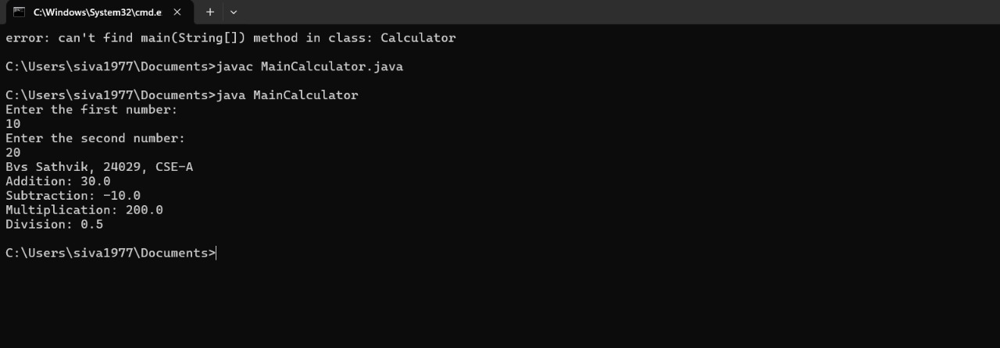 C:\Windows\System32\cmd.e
error: can't find main(String[]) method in class: Calculator
C:\Users\siva1977\Documents>javac MainCalculator.java
C:\Users\siva1977\Documents>java MainCalculator
Enter the first number:
10
Enter the second number:
20
Bvs Sathvik, 24029, CSE-A
Addition: 30.0
Subtraction: -10.0
Multiplication: 200.0
Division: 0.5
C:\Users\siva1977\Documents>